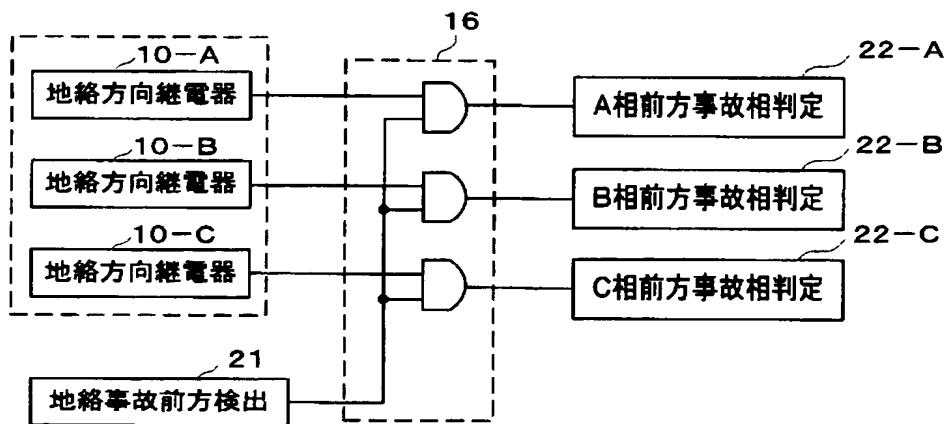 16
10-A
地絡方向継電器
22-A
A相前方事故相判定
10-B
地絡方向継電器
22-B
B相前方事故相判定
10-C
地絡方向継電器
22-C
C相前方事故相判定
21
地絡事故前方検出